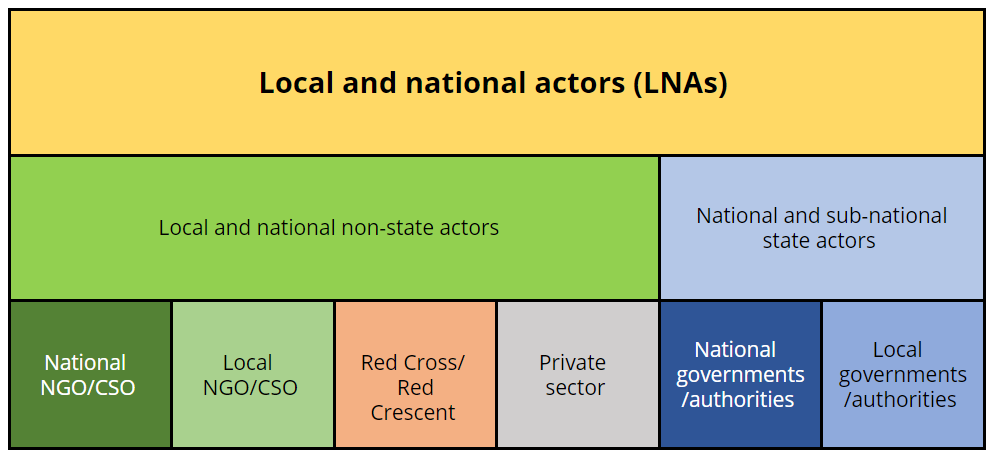 Local and national actors (LNAs)
Local and national non-state actors
National and sub-national
state actors
National
NGO/CSO
Local
NGO/CSO
Red Cross/
Red
Crescent
Private
sector
National
governments
/authorities
Local
governments
/authorities